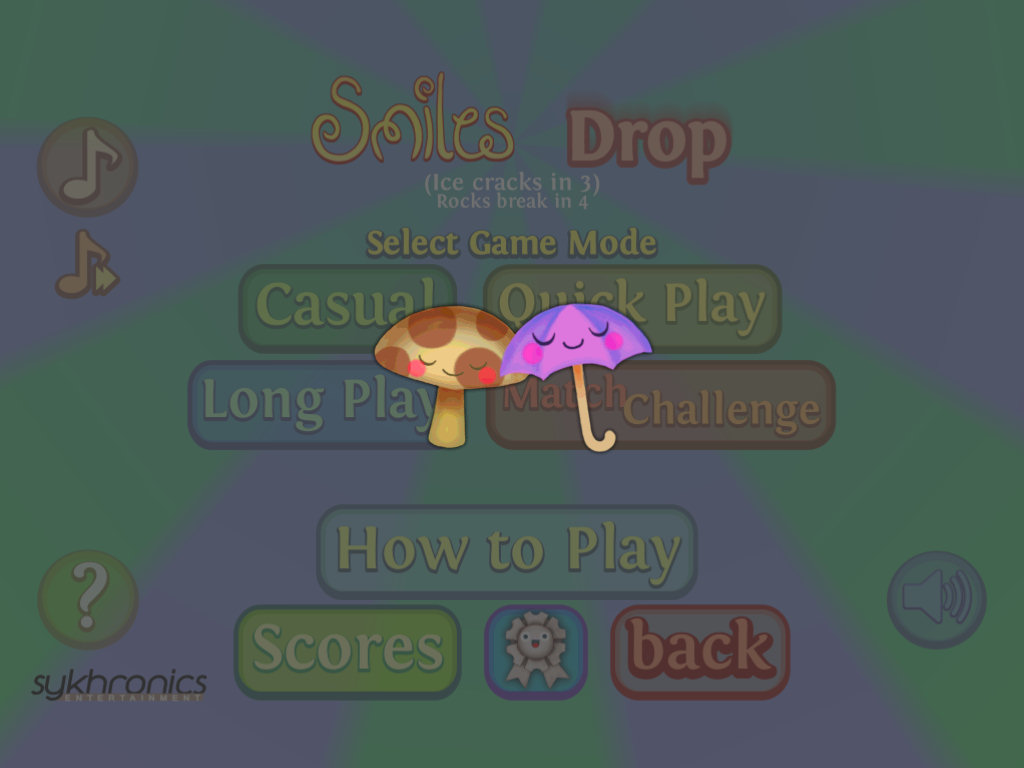 Smiles Drop
(Ice cracks in 3)
Rocks break in 4
Select Game Mode
Casual Quick Play
Long Play Match Challenge
How to Play
?
Scores back
sykhronics
ENTERTAINMENT